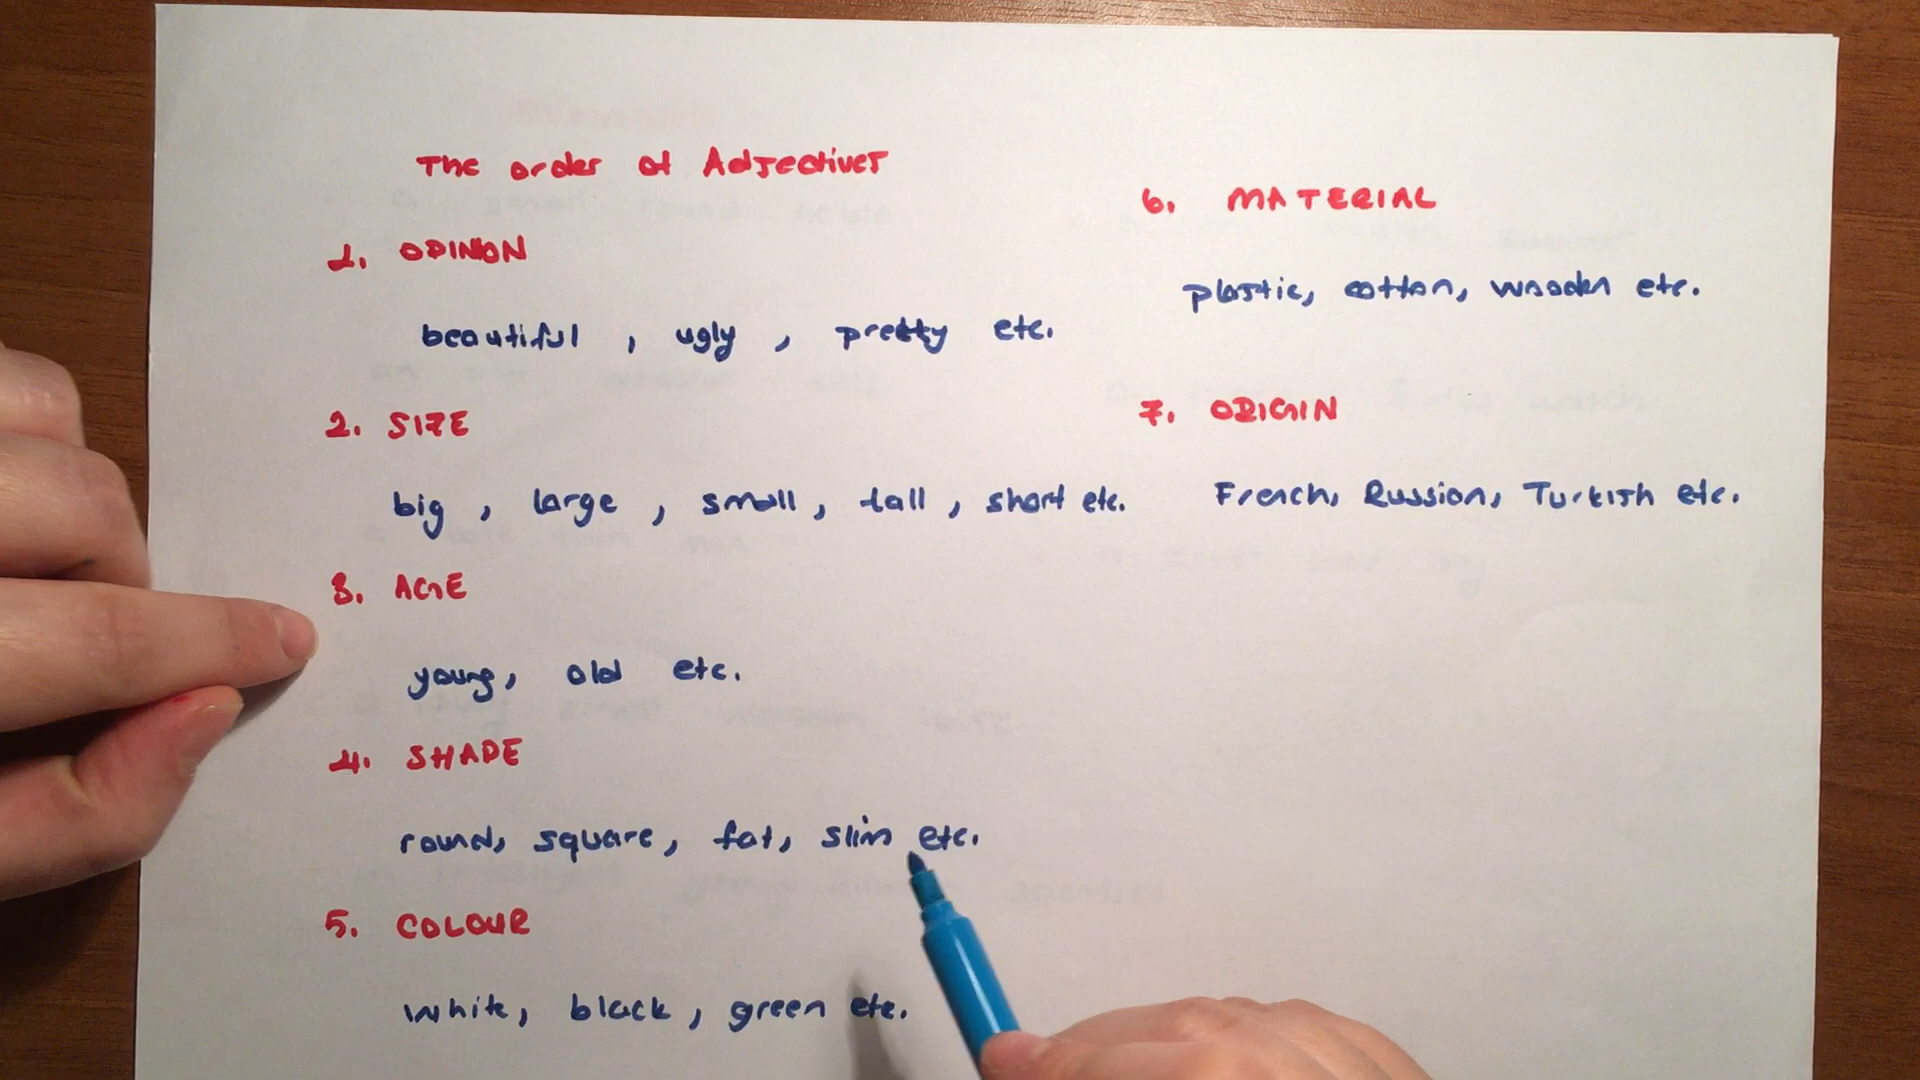 The order of Adjectives
1. OPINON
beautiful, ugly, pretty etc.
2. SIZE
big, large, small, tall, short etc.
3. AGE
young, old etc.
4. SHAPE
round, square, fat, slim etc.
5. COLOUR
white, black, green etc.
6. MATERIAL
plastic, cotton, wooden etc.
7. ORIGIN
French, Russian, Turkish etc.